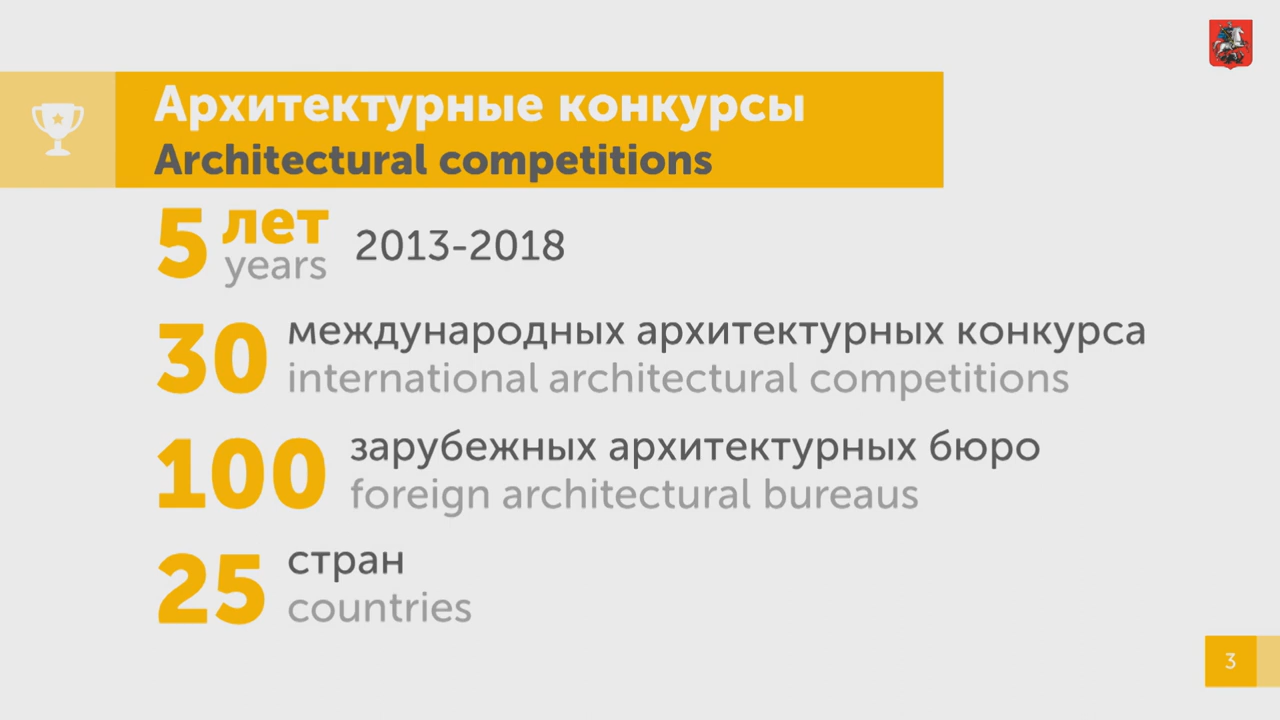 Архитектурные конкурсы
Architectural competitions
5 лет
years
2013-2018
30 международных архитектурных конкурса
international architectural competitions
100 зарубежных архитектурных бюро
foreign architectural bureaus
25 стран
countries
3